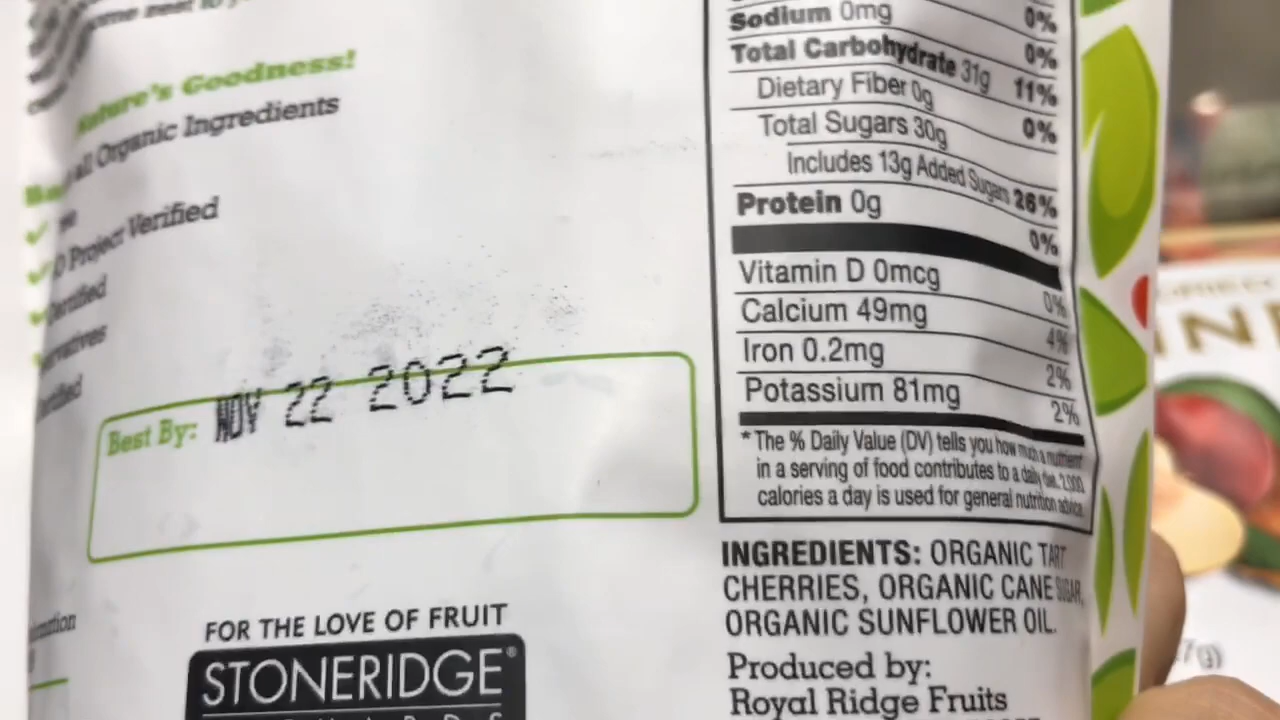 Nature's Goodness!
all Organic Ingredients
Project Verified
Certified
Best By: NOV 22 2022
FOR THE LOVE OF FRUIT
STONERIDGE®
Sodium 0mg 0%
Total Carbohydrate 31g 11%
Dietary Fiber 0g 0%
Total Sugars 30g
Includes 13g Added Sugars 26%
Protein 0g 0%
Vitamin D 0mcg 0%
Calcium 49mg 4%
Iron 0.2mg 2%
Potassium 81mg 2%
* The % Daily Value (DV) tells you how much a nutrient
in a serving of food contributes to a daily diet. 2,000
calories a day is used for general nutrition advice.
INGREDIENTS: ORGANIC TART
CHERRIES, ORGANIC CANE SUGAR,
ORGANIC SUNFLOWER OIL.
Produced by:
Royal Ridge Fruits